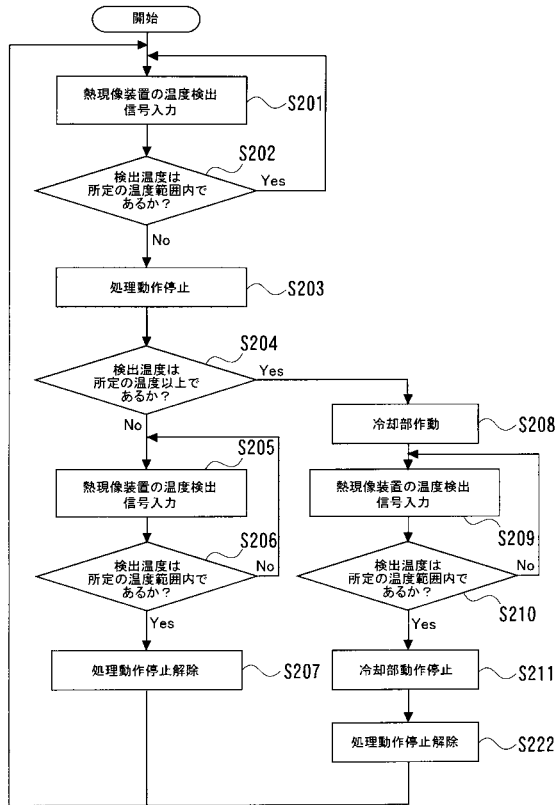 開始
熱現像装置の温度検出
信号入力
S201
S202
検出温度は
所定の温度範囲内で
あるか?
Yes
No
処理動作停止
S203
S204
検出温度は
所定の温度以上で
あるか?
Yes
No
冷却部作動
S208
S205
熱現像装置の温度検出
信号入力
熱現像装置の温度検出
信号入力
S209
S206
検出温度は
所定の温度範囲内で
あるか?
No
検出温度は
所定の温度範囲内で
あるか?
No
S210
Yes
Yes
処理動作停止解除
S207
冷却部動作停止
S211
処理動作停止解除
S222